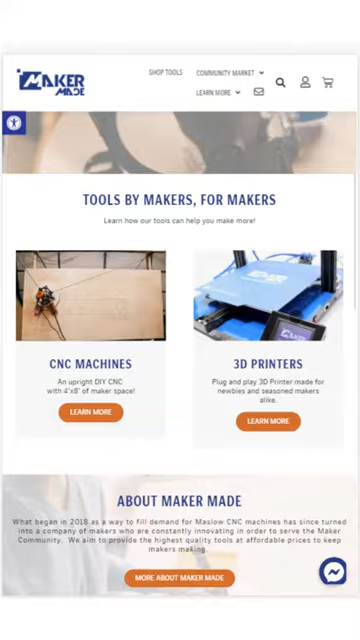 MAKER
MADE
SHOP TOOLS
COMMUNITY MARKET
LEARN MORE
TOOLS BY MAKERS, FOR MAKERS
Learn how our tools can help you make more!
CNC MACHINES
An upright DIY CNC
with 4'x8' of maker space!
LEARN MORE
3D PRINTERS
Plug and play 3D Printer made for
newbies and seasoned makers
alike.
LEARN MORE
ABOUT MAKER MADE
What began in 2018 as a way to fill demand for Maslow CNC machines has since turned
into a company of makers who are constantly innovating in order to serve the Maker
Community. We aim to provide the highest quality tools at affordable prices to keep
makers making.
MORE ABOUT MAKER MADE